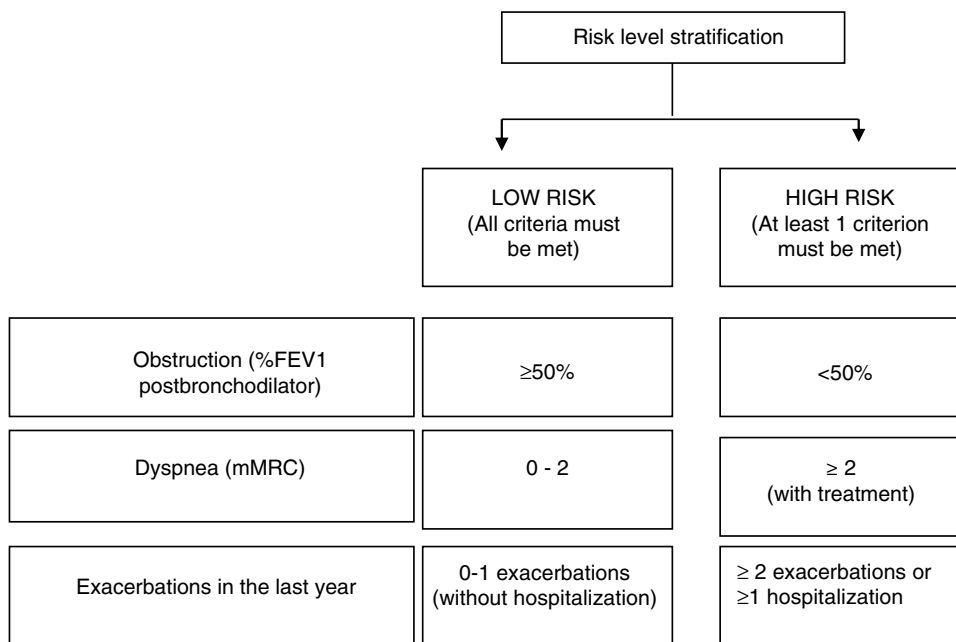 Risk level stratification
LOW RISK
(All criteria must
be met)
HIGH RISK
(At least 1 criterion
must be met)
Obstruction (%FEV1
postbronchodilator)
≥50%
<50%
Dyspnea (mMRC)
0 - 2
≥ 2
(with treatment)
Exacerbations in the last year
0-1 exacerbations
(without hospitalization)
≥ 2 exacerbations or
≥1 hospitalization